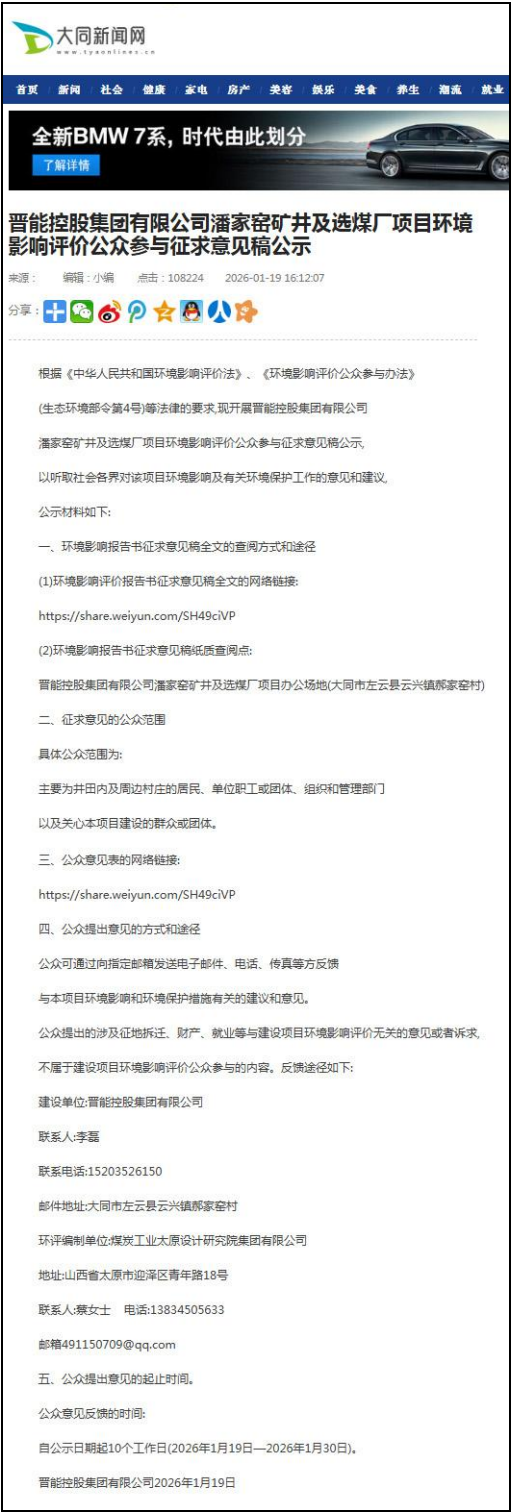 大同新闻网
www.tyaonlines.cn
首页 新闻 社会 健康 家电 房产 美容 娱乐 美食 养生 潮流 就业
全新BMW 7系, 时代由此划分
了解详情
晋能控股集团有限公司潘家窑矿井及选煤厂项目环境
影响评价公众参与征求意见稿公示
来源： 编辑：小编 点击：108224 2026-01-19 16:12:07
分享：
根据《中华人民共和国环境影响评价法》、《环境影响评价公众参与办法》
(生态环境部令第4号)等法律的要求,现开展晋能控股集团有限公司
潘家窑矿井及选煤厂项目环境影响评价公众参与征求意见稿公示,
以听取社会各界对该项目环境影响及有关环境保护工作的意见和建议,
公示材料如下:
一、环境影响报告书征求意见稿全文的查阅方式和途径
(1)环境影响评价报告书征求意见稿全文的网络链接:
https://share.weiyun.com/SH49ciVP
(2)环境影响报告书征求意见稿纸质查阅点:
晋能控股集团有限公司潘家窑矿井及选煤厂项目办公场地(大同市左云县云兴镇郝家窑村)
二、征求意见的公众范围
具体公众范围为:
主要为井田内及周边村庄的居民、单位职工或团体、组织和管理部门
以及关心本项目建设的群众或团体。
三、公众意见表的网络链接:
https://share.weiyun.com/SH49ciVP
四、公众提出意见的方式和途径
公众可通过向指定邮箱发送电子邮件、电话、传真等方反馈
与本项目环境影响和环境保护措施有关的建议和意见。
公众提出的涉及征地拆迁、财产、就业等与建设项目环境影响评价无关的意见或者诉求,
不属于建设项目环境影响评价公众参与的内容。反馈途径如下:
建设单位:晋能控股集团有限公司
联系人:李磊
联系电话:15203526150
邮件地址:大同市左云县云兴镇郝家窑村
环评编制单位:煤炭工业太原设计研究院集团有限公司
地址:山西省太原市迎泽区青年路18号
联系人:蔡女士 电话:13834505633
邮箱491150709@qq.com
五、公众提出意见的起止时间。
公众意见反馈的时间:
自公示日期起10个工作日(2026年1月19日—2026年1月30日)。
晋能控股集团有限公司2026年1月19日